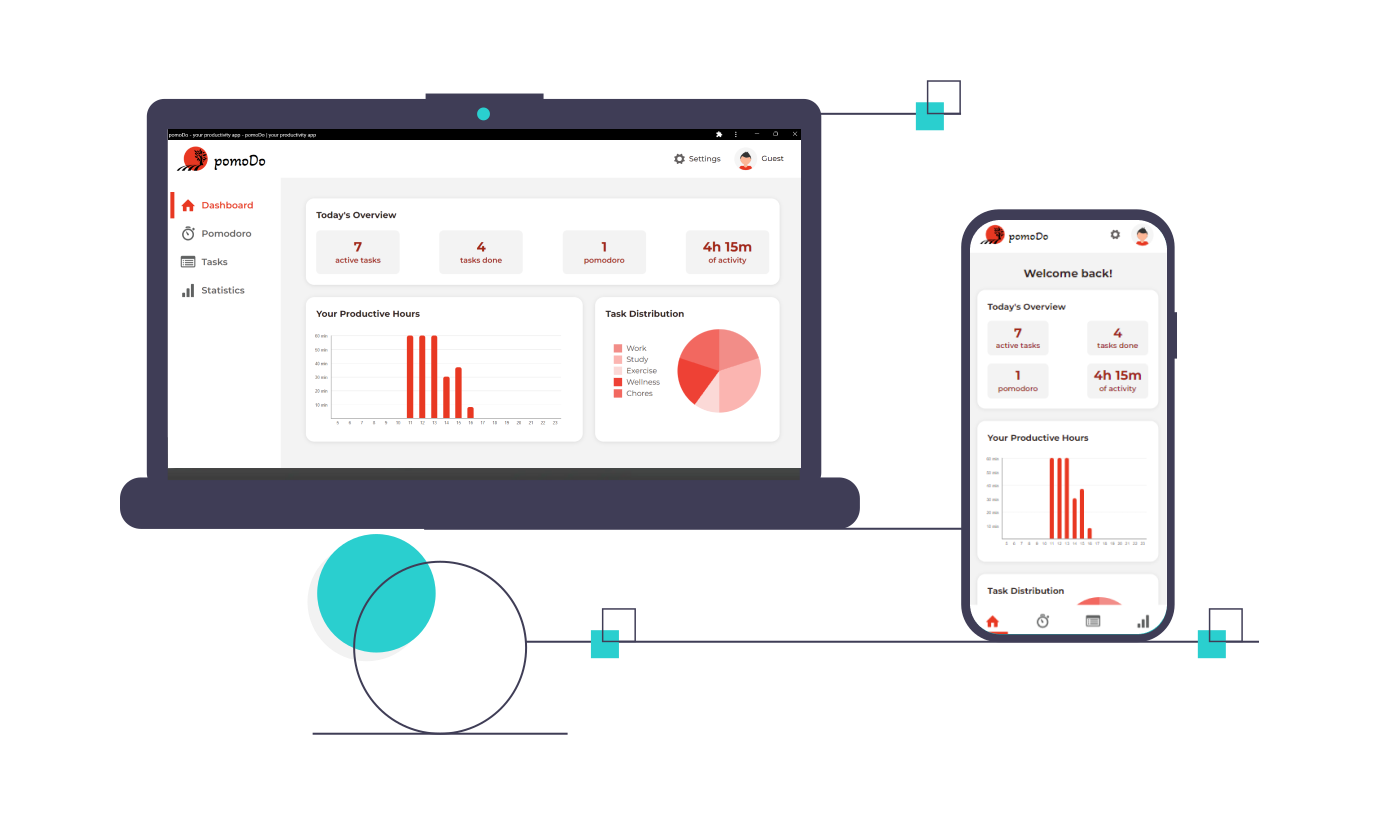 pomoDo - your productivity app - pomoDo | your productivity app
pomoDo
Settings
Guest
Dashboard
Pomodoro
Tasks
Statistics
Today's Overview
7
active tasks
4
tasks done
1
pomodoro
4h 15m
of activity
Your Productive Hours
60 min
50 min
40 min
30 min
20 min
10 min
5 6 7 8 9 10 11 12 13 14 15 16 17 18 19 20 21 22 23
Task Distribution
Work
Study
Exercise
Wellness
Chores
pomoDo
Welcome back!
Today's Overview
7
active tasks
4
tasks done
1
pomodoro
4h 15m
of activity
Your Productive Hours
60 min
50 min
40 min
30 min
20 min
10 min
5 6 7 8 9 10 11 12 13 14 15 16 17 18 19 20 21 22 23
Task Distribution